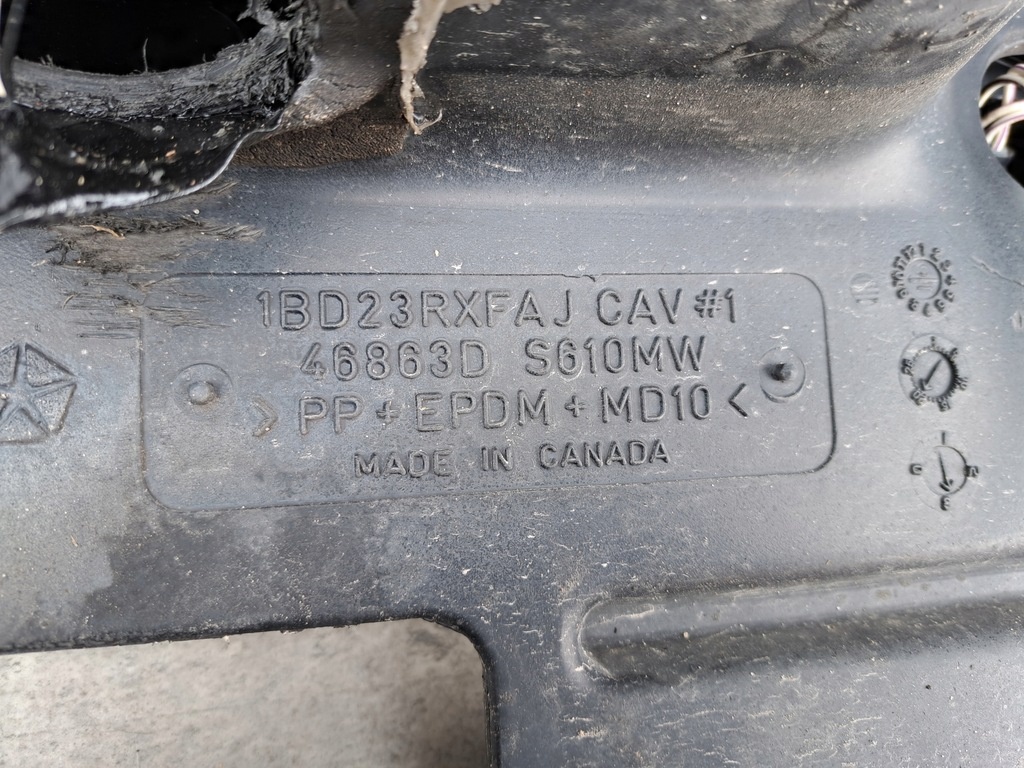 1BD23RXFAJ CAV #1
46863D S610MW
>PP+EPDM+MD10<
MADE IN CANADA